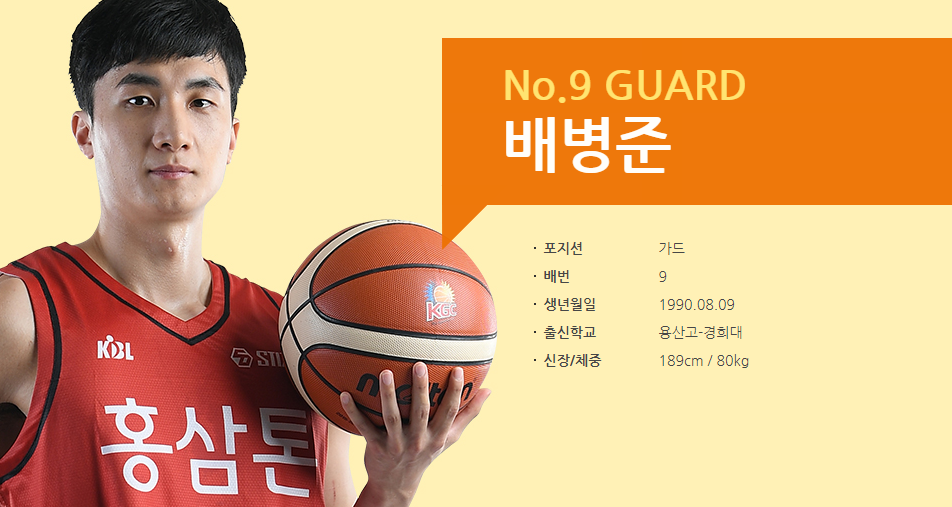 No.9 GUARD
배병준
· 포지션 가드
· 배번 9
· 생년월일 1990.08.09
· 출신학교 용산고-경희대
· 신장/체중 189cm / 80kg
KGC
KBL
molten
홍삼톤